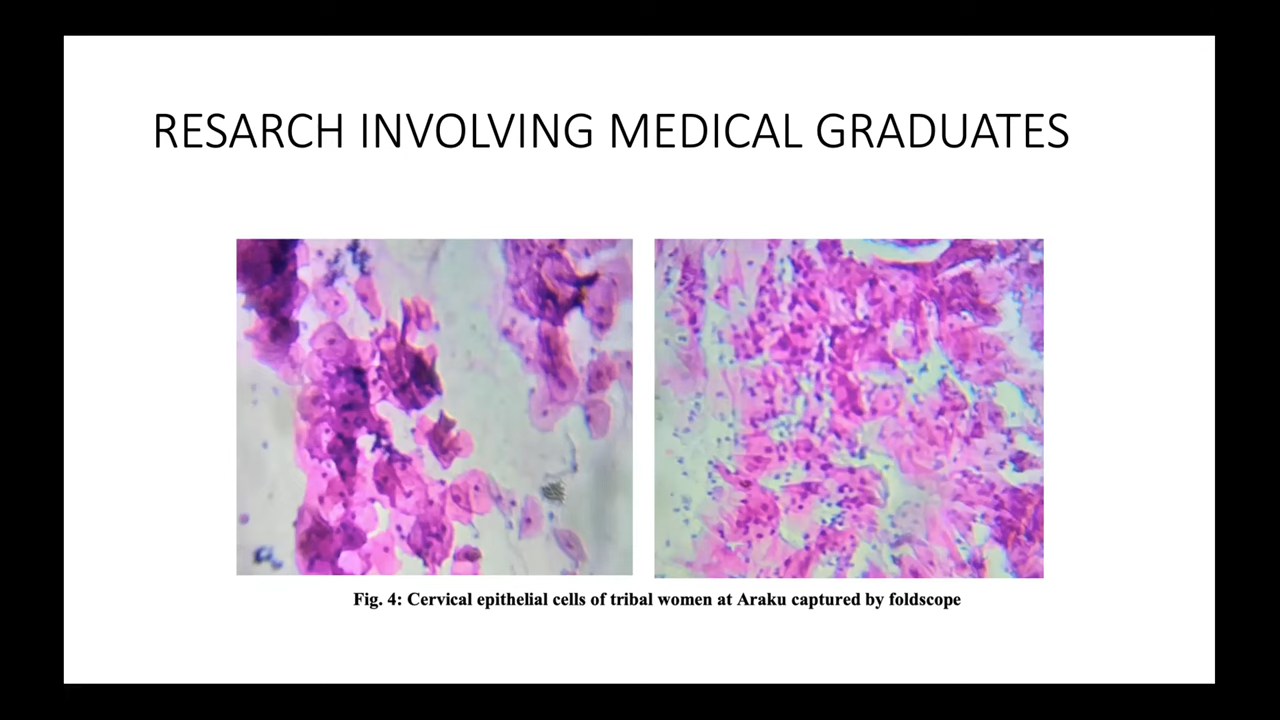 RESARCH INVOLVING MEDICAL GRADUATES
Fig. 4: Cervical epithelial cells of tribal women at Araku captured by foldscope